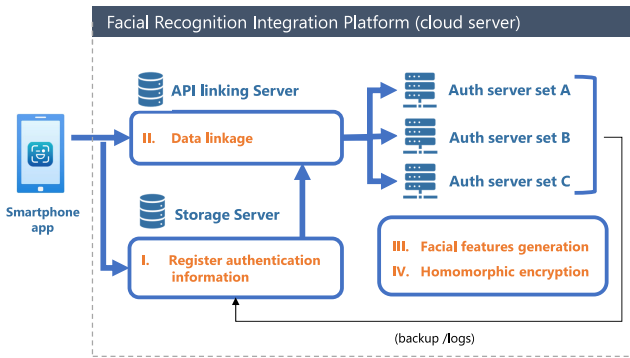 Facial Recognition Integration Platform (cloud server)
API linking Server
II. Data linkage
Auth server set A
Auth server set B
Auth server set C
Smartphone
app
Storage Server
I. Register authentication
information
III. Facial features generation
IV. Homomorphic encryption
(backup /logs)